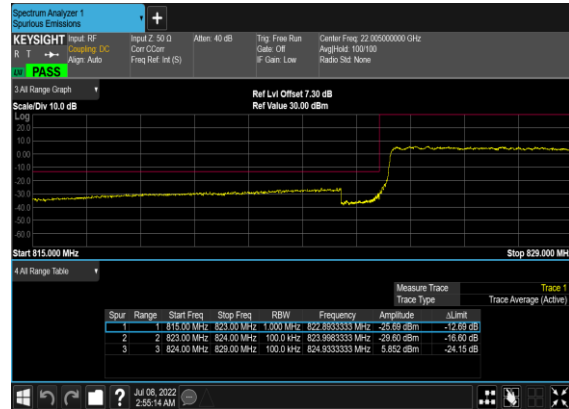 Spectrum Analyzer 1
Spurious Emissions
+
KEYSIGHT Input: RF Input Z: 50 Ω Atten: 40 dB Trig: Free Run Center Freq: 22.005000000 GHz
R T Coupling: DC Corr CCorr Gate: Off Avg|Hold: 100/100
Align: Auto Freq Ref: Int (S) IF Gain: Low Radio Std: None
LW PASS
3 All Range Graph
Ref Lvl Offset 7.30 dB
Scale/Div 10.0 dB Ref Value 30.00 dBm
Log
20.0
10.0
0.00
-10.0
-20.0
-30.0
-40.0
-50.0
-60.0
Start 815.000 MHz Stop 829.000 MHz
4 All Range Table
Measure Trace Trace 1
Trace Type Trace Average (Active)
Spur Range Start Freq Stop Freq RBW Frequency Amplitude ΔLimit
1 1 815.00 MHz 823.00 MHz 1.000 MHz 822.8933333 MHz -25.69 dBm -12.69 dB
2 2 823.00 MHz 824.00 MHz 100.0 kHz 823.9983333 MHz -29.60 dBm -16.60 dB
3 3 824.00 MHz 829.00 MHz 100.0 kHz 824.9333333 MHz 5.852 dBm -24.15 dB
? Jul 08, 2022
2:55:14 AM